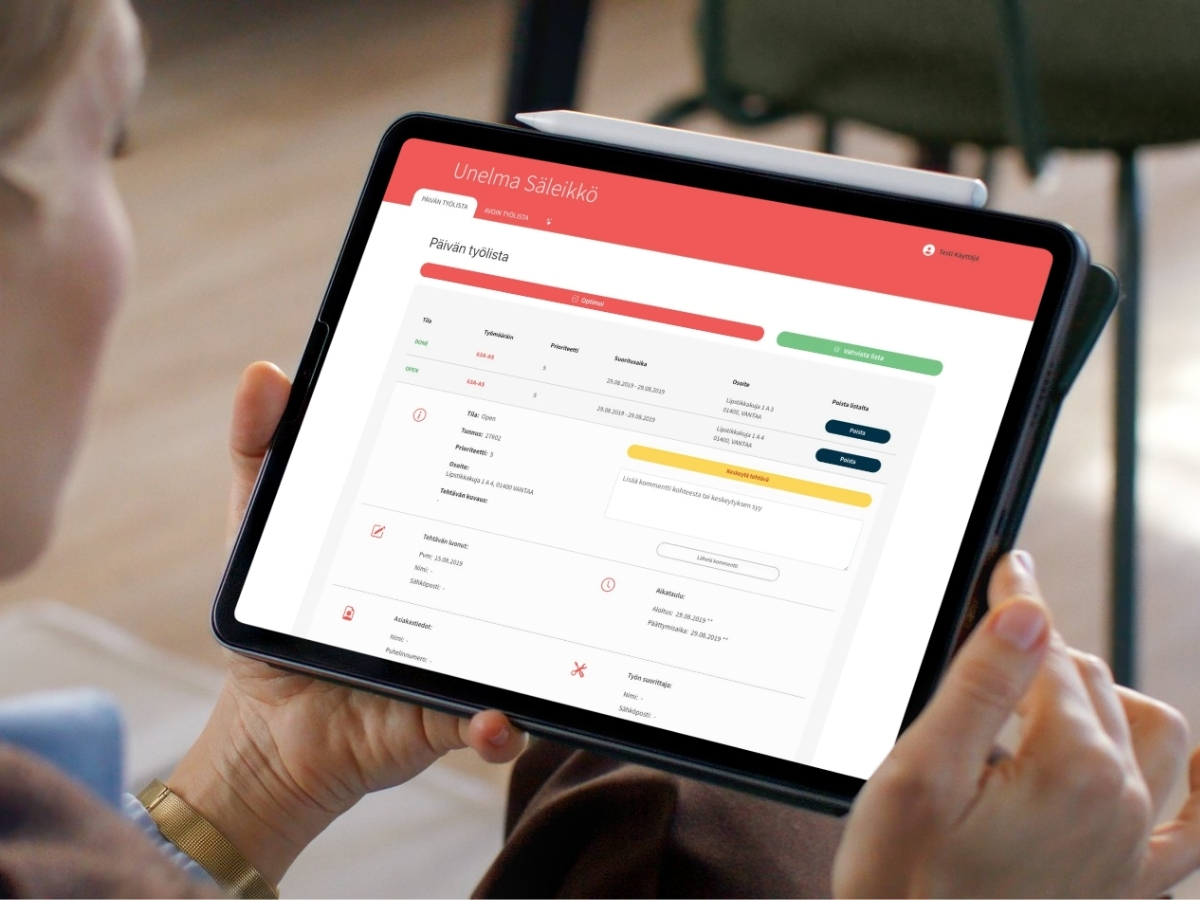 Unelma Säleikkö
PÄIVÄN TYÖLISTA
AVOIN TYÖLISTA
Testi Käyttäjä
Päivän työlista
Optimoi
Vahvista lista
Tila
Työmääräin
Prioriteetti
Suoritusaika
Osoite
Poista listalta
DONE
63A-A5
5
29.08.2019 - 29.08.2019
Lipstikkakuja 1 A 3
01400, VANTAA
Poista
OPEN
63A-A5
5
29.08.2019 - 29.08.2019
Lipstikkakuja 1 A 4
01400, VANTAA
Poista
Tila: Open
Tunnus: 27602
Prioriteetti: 5
Osoite:
Lipstikkakuja 1 A 4, 01400 VANTAA
Tehtävän kuvaus:
-
Keskeytä tehtävä
Lisää kommentti kohteesta tai keskeytyksen syy
Lähetä kommentti
Tehtävän luonut:
Pvm: 15.08.2019
Nimi: -
Sähköposti: -
Aikataulu:
Aloitus: 29.08.2019
Päättymisaika: 29.08.2019
Asiakastiedot:
Nimi: -
Puhelinnumero: -
Työn suorittaja:
Nimi: -
Sähköposti: -